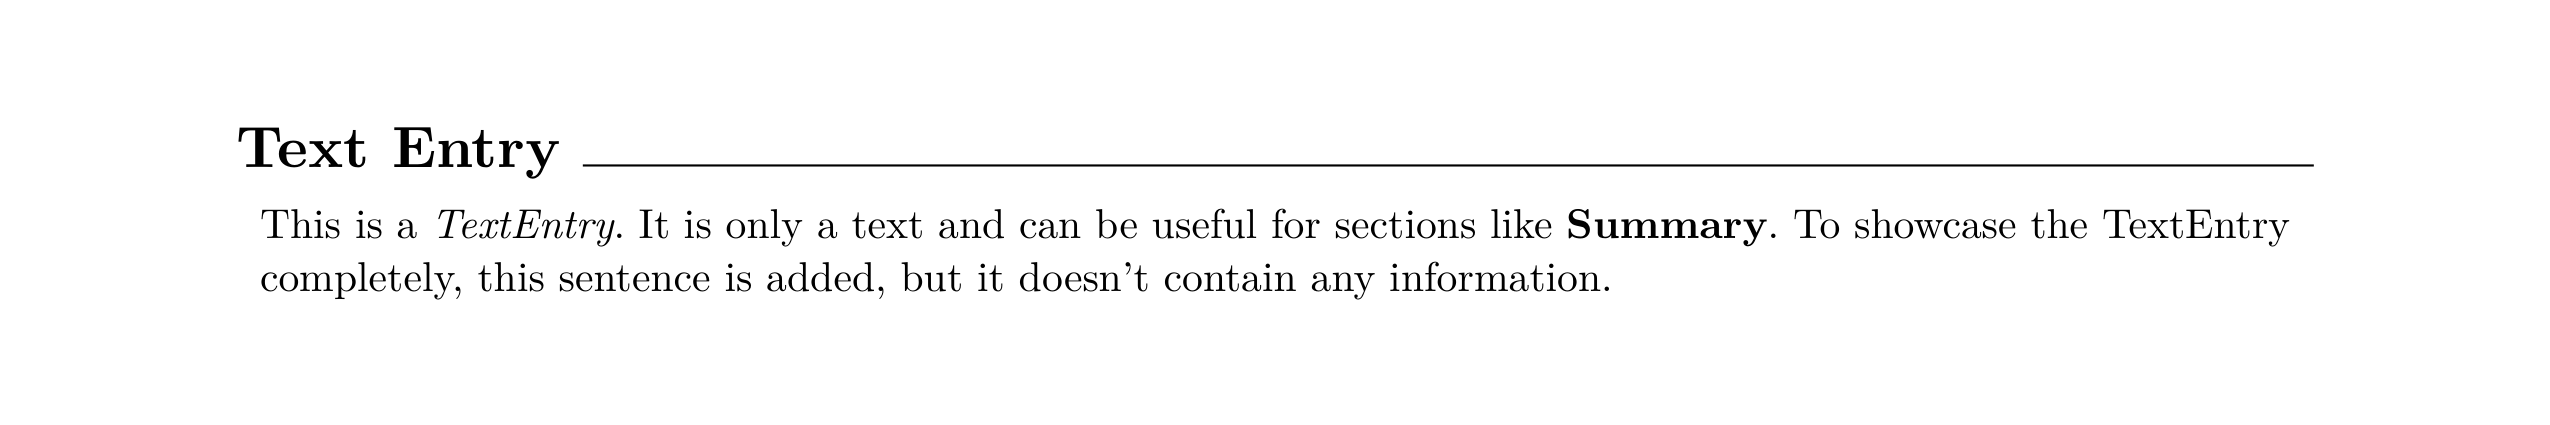 Text Entry
This is a TextEntry. It is only a text and can be useful for sections like Summary. To showcase the TextEntry
completely, this sentence is added, but it doesn't contain any information.